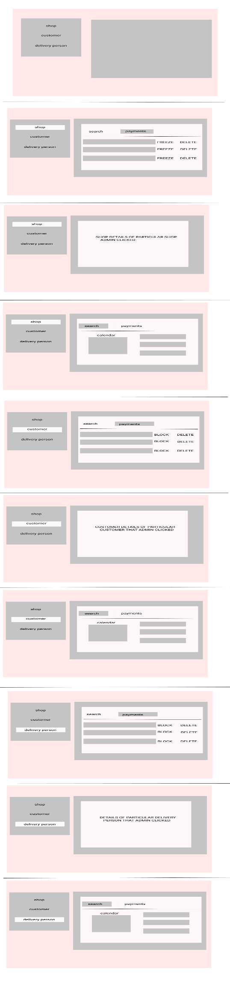 shop
customer
delivery person
shop
customer
delivery person
search payments
FREEZE DELETE
FREEZE DELETE
FREEZE DELETE
shop
customer
delivery person
SHOP DETAILS OF PARTICULAR SHOP
ADMIN CLICKED
shop
customer
delivery person
search payments
calendar
shop
customer
delivery person
search payments
BLOCK DELETE
BLOCK DELETE
BLOCK DELETE
shop
customer
delivery person
CUSTOMER DETAILS OF PARTICULAR
CUSTOMER THAT ADMIN CLICKED
shop
customer
delivery person
search payments
calendar
shop
customer
delivery person
search payments
BLOCK DELETE
BLOCK DELETE
BLOCK DELETE
shop
customer
delivery person
DETAILS OF PARTICULAR DELIVERY
PERSON THAT ADMIN CLICKED
shop
customer
delivery person
search payments
calendar